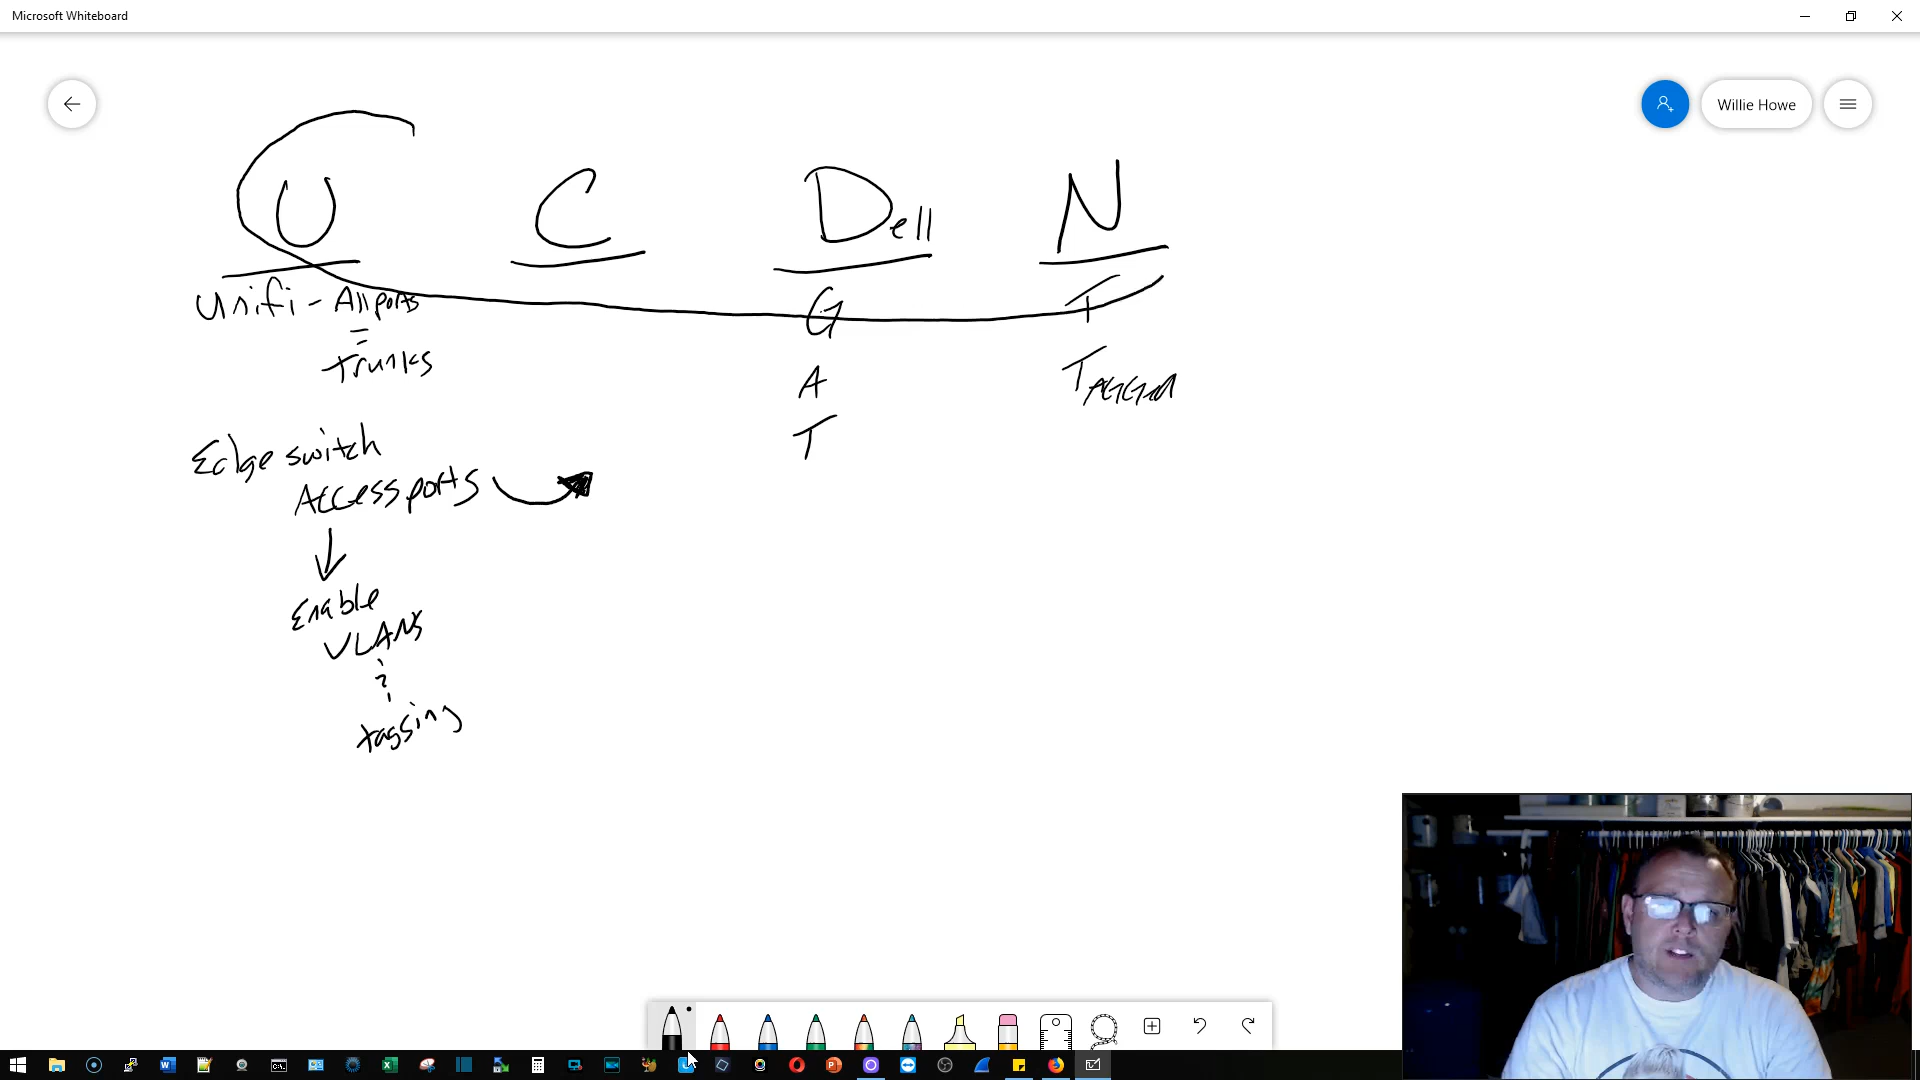 Microsoft Whiteboard
Willie Howe
U C Dell N
Unifi - All ports
=
trunks
Edge switch
Access ports
Enable
VLANS
tagging
G
A
T
T
TAGGED